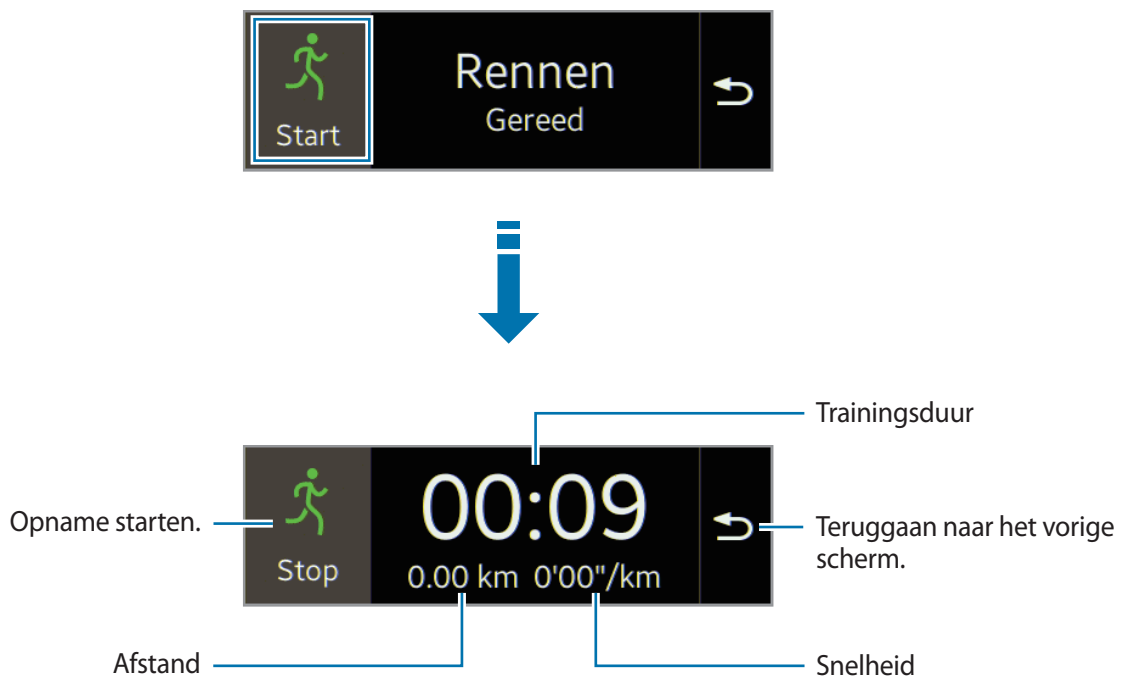 Rennen
Gereed
Start
Trainingsduur
Opname starten.
00:09
Stop
0.00 km 0'00"/km
Teruggaan naar het vorige
scherm.
Afstand
Snelheid